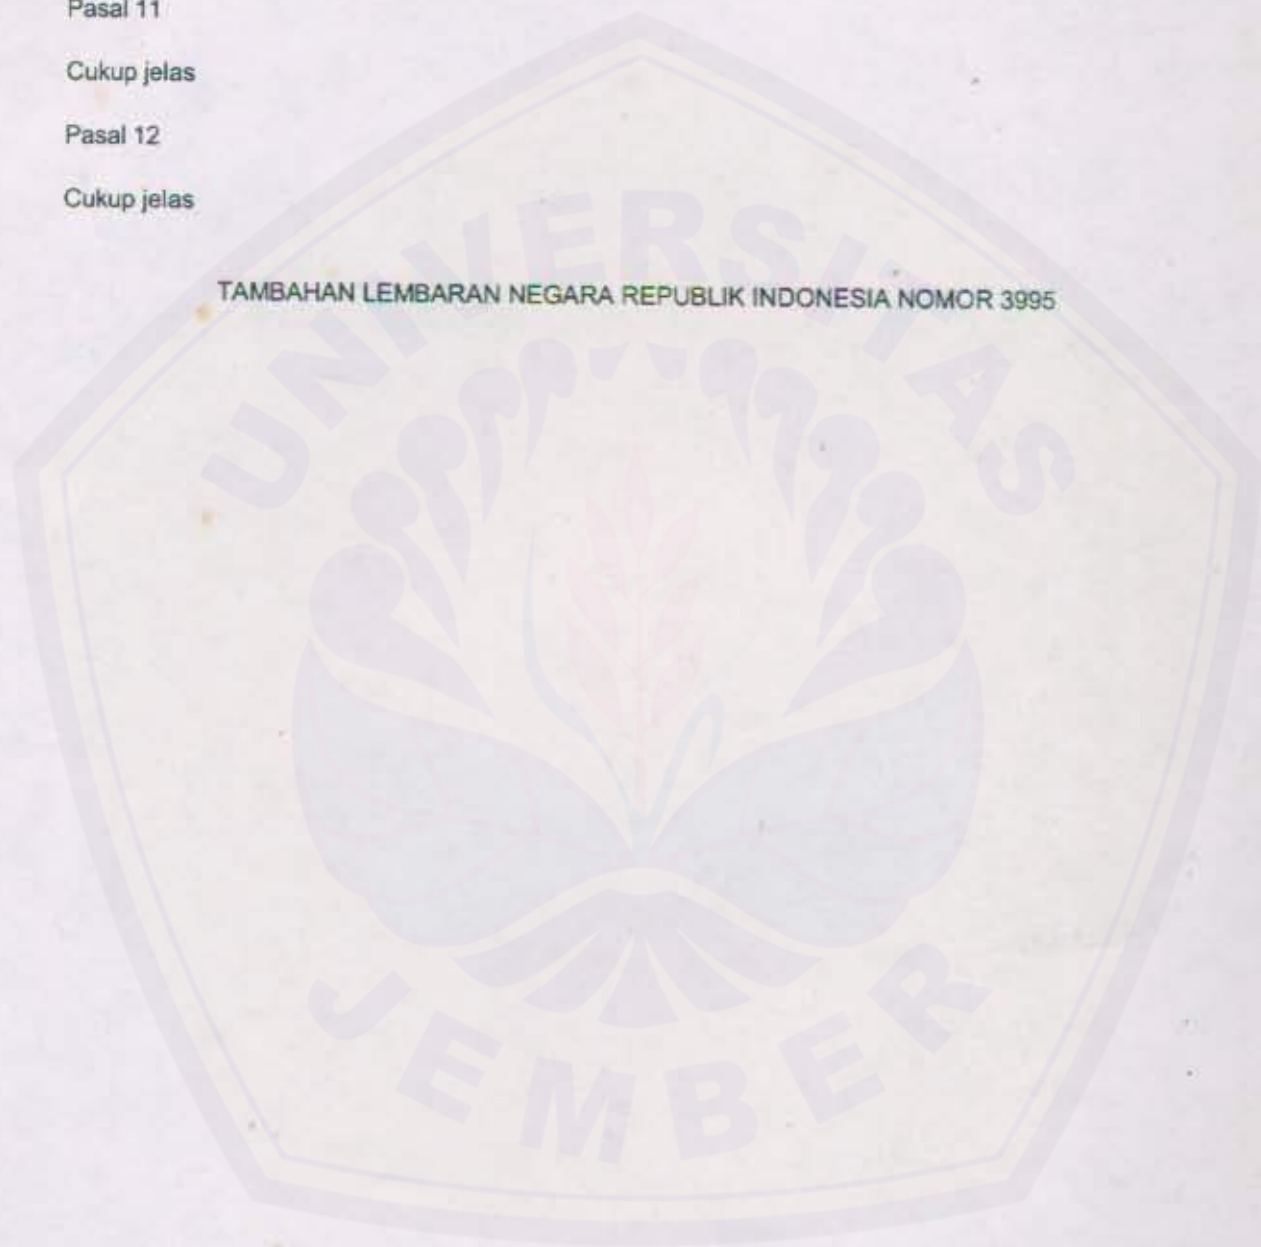 Pasal 11
Cukup jelas
Pasal 12
Cukup jelas
TAMBAHAN LEMBARAN NEGARA REPUBLIK INDONESIA NOMOR 3995
UNIVERSITAS
JEMBER